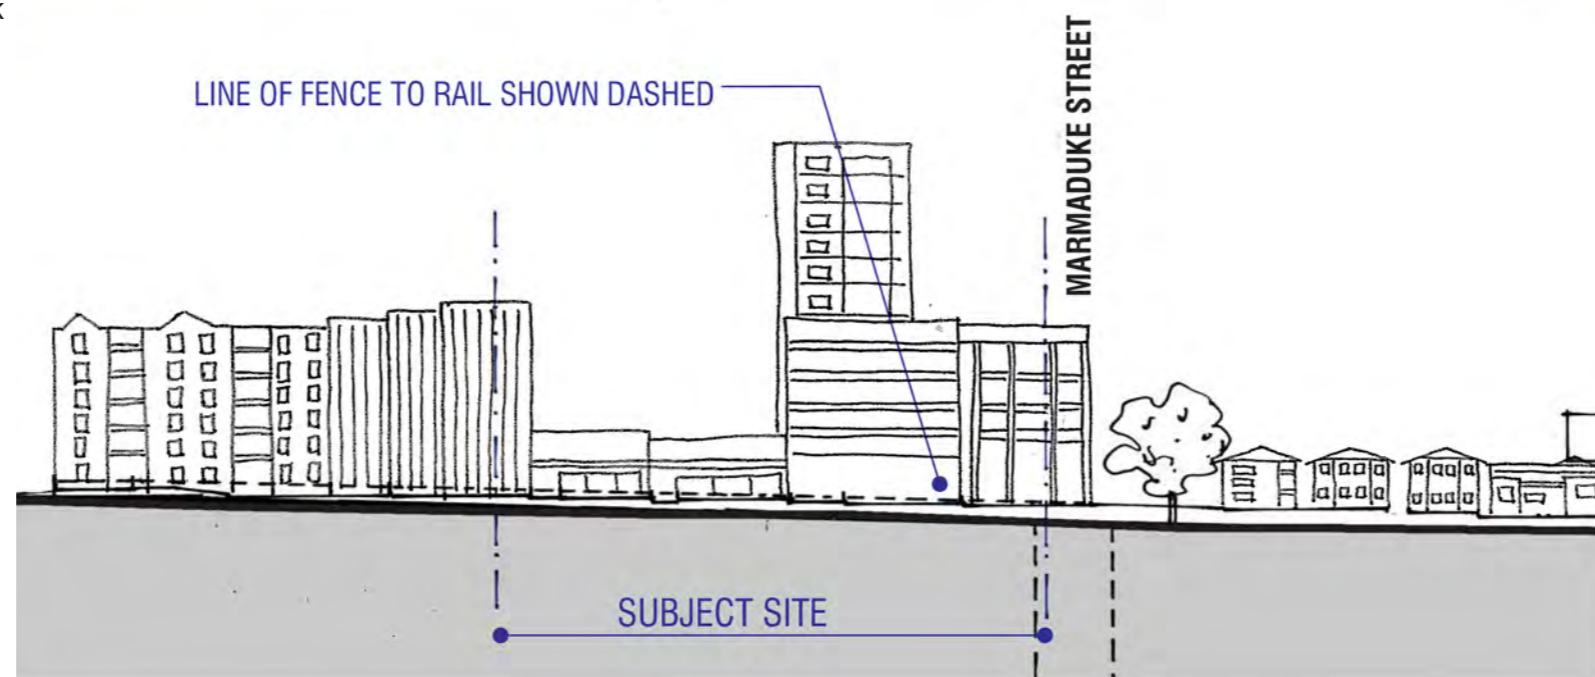 K
LINE OF FENCE TO RAIL SHOWN DASHED
MARMADUKE STREET
SUBJECT SITE